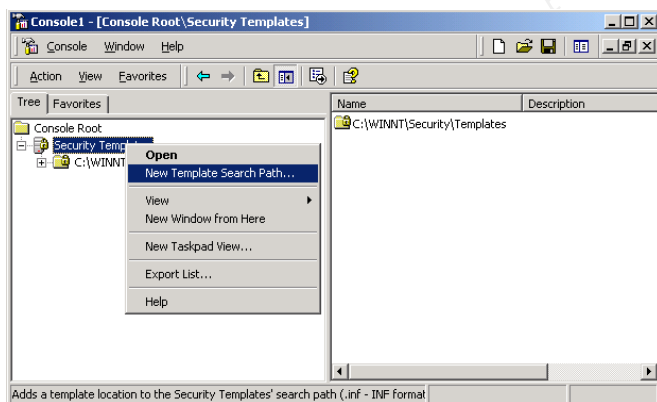 Console1 - [Console Root\Security Templates]
Console Window Help
Action View Favorites
Tree Favorites
Name Description
Console Root
C:\WINNT\Security\Templates
Security Templates
C:\WINNT
Open
New Template Search Path...
View
New Window from Here
New Taskpad View...
Export List...
Help
Adds a template location to the Security Templates' search path (.inf - INF format